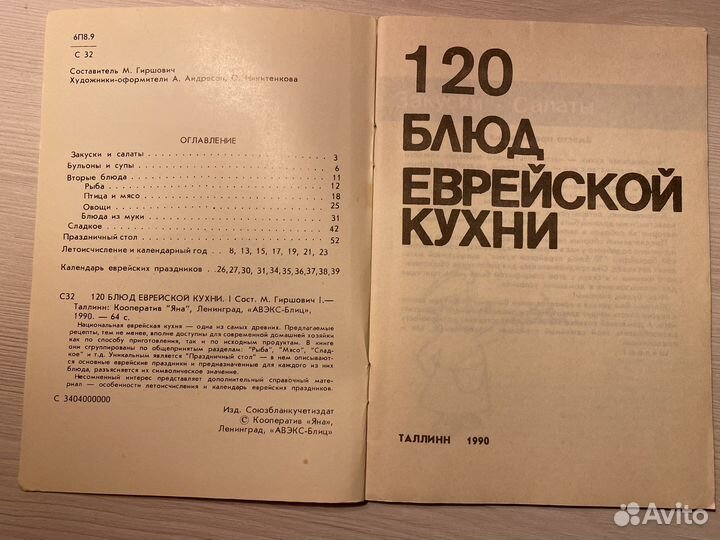 6П8.9
С 32
Составитель М. Гиршович
Художники-оформители А. Андресон, О. Никитенкова
ОГЛАВЛЕНИЕ
Закуски и салаты . . . . . . . . . . . . 3
Бульоны и супы . . . . . . . . . . . . 6
Вторые блюда . . . . . . . . . . . . 11
Рыба . . . . . . . . . . . . 12
Птица и мясо . . . . . . . . . . . . 18
Овощи . . . . . . . . . . . . 25
Блюда из муки . . . . . . . . . . . . 31
Сладкое . . . . . . . . . . . . 42
Праздничный стол . . . . . . . . . . . . 52
Летоисчисление и календарный год . . . 8, 13, 15, 17, 19, 21, 23
Календарь еврейских праздников . . .26,27,30, 31,34,35,36,37,38,39
С32 120 БЛЮД ЕВРЕЙСКОЙ КУХНИ. I Сост. М. Гиршович I.—
Таллинн: Кооператив "Яна", Ленинград, «АВЭКС-Блиц»,
1990. — 64 с.
Национальная еврейская кухня — одна из самых древних. Предлагаемые
рецепты, тем не менее, вполне доступны для современной домашней хозяйки
как по способу приготовления, так и по исходным продуктам. В книге
они сгруппированы по общепринятым разделам: "Рыба", "Мясо", "Слад-
кое" и т.д. Уникальным является "Праздничный стол" — в нем описывают-
ся основные еврейские праздники и предназначенные для каждого из них
блюда, разъясняется их символическое значение.
Несомненный интерес представляет дополнительный справочный мате-
риал — особенности летоисчисления и календарь еврейских праздников.
С 3404000000
Изд. Союзбланкучетиздат
© Кооператив «Яна»,
Ленинград, «АВЭКС-Блиц»
120
БЛЮД
ЕВРЕЙСКОЙ
КУХНИ
Закуски Салаты
ТАЛЛИНН 1990
Avito